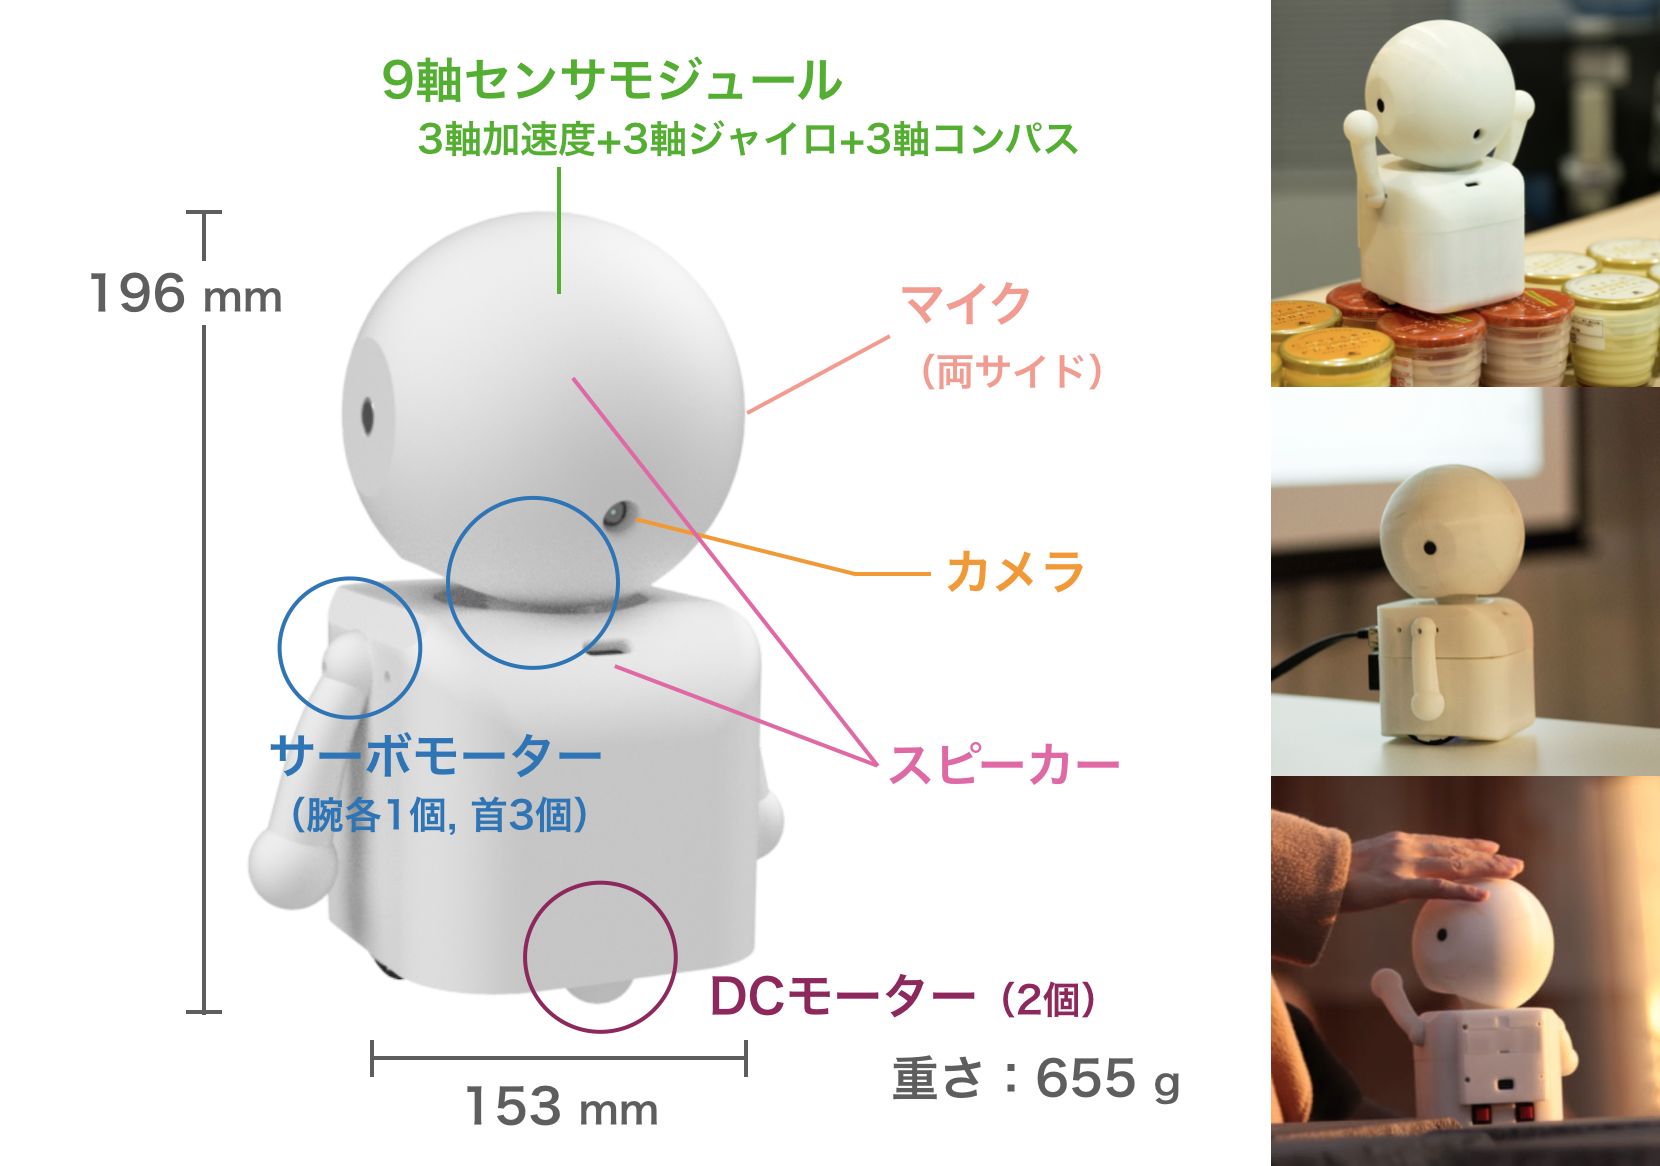 9軸センサモジュール
3軸加速度+3軸ジャイロ+3軸コンパス
196 mm
マイク
（両サイド）
カメラ
サーボモーター
（腕各1個, 首3個）
スピーカー
DCモーター（2個）
重さ：655 g
153 mm